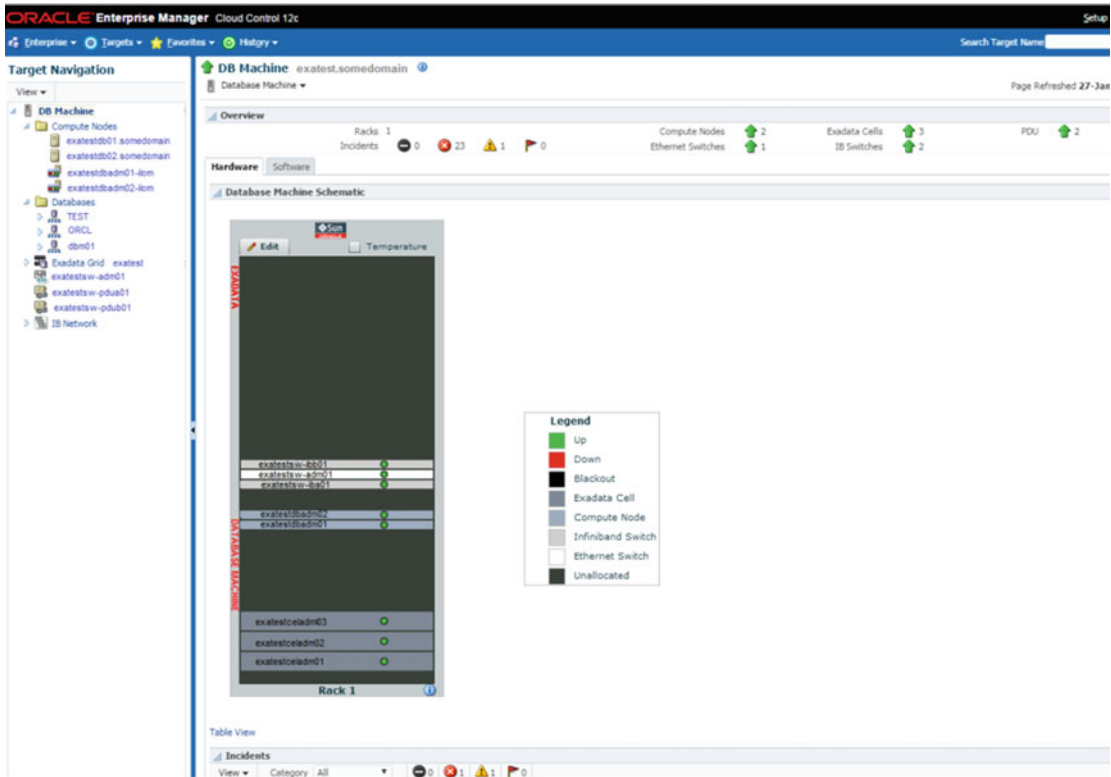 ORACLE Enterprise Manager Cloud Control 12c
Setup
Enterprise Targets Favorites History
Search Target Name
Target Navigation
View
DB Machine
Compute Nodes
exatestdb01.somedomain
exatestdb02.somedomain
exatestdbadm01-ilom
exatestdbadm02-ilom
Databases
TEST
ORCL
dbm01
Exadata Grid exatest
exatestsw-adm01
exatestsw-pdua01
exatestsw-pdub01
IB Network
DB Machine exatest.somedomain
Database Machine
Page Refreshed 27-Jan
Overview
Racks 1
Compute Nodes 2
Exadata Cells 3
PDU 2
Incidents 0 23 1 0
Ethernet Switches 1
IB Switches 2
Hardware Software
Database Machine Schematic
Sun
Edit
Temperature
EXADATA
exatestsw-ibb01
exatestsw-adm01
exatestsw-iba01
exatestdbadm02
exatestdbadm01
DATABASE MACHINE
exatestceladm03
exatestceladm02
exatestceladm01
Rack 1
Legend
Up
Down
Blackout
Exadata Cell
Compute Node
Infiniband Switch
Ethernet Switch
Unallocated
Table View
Incidents
View Category All 0 1 1 0